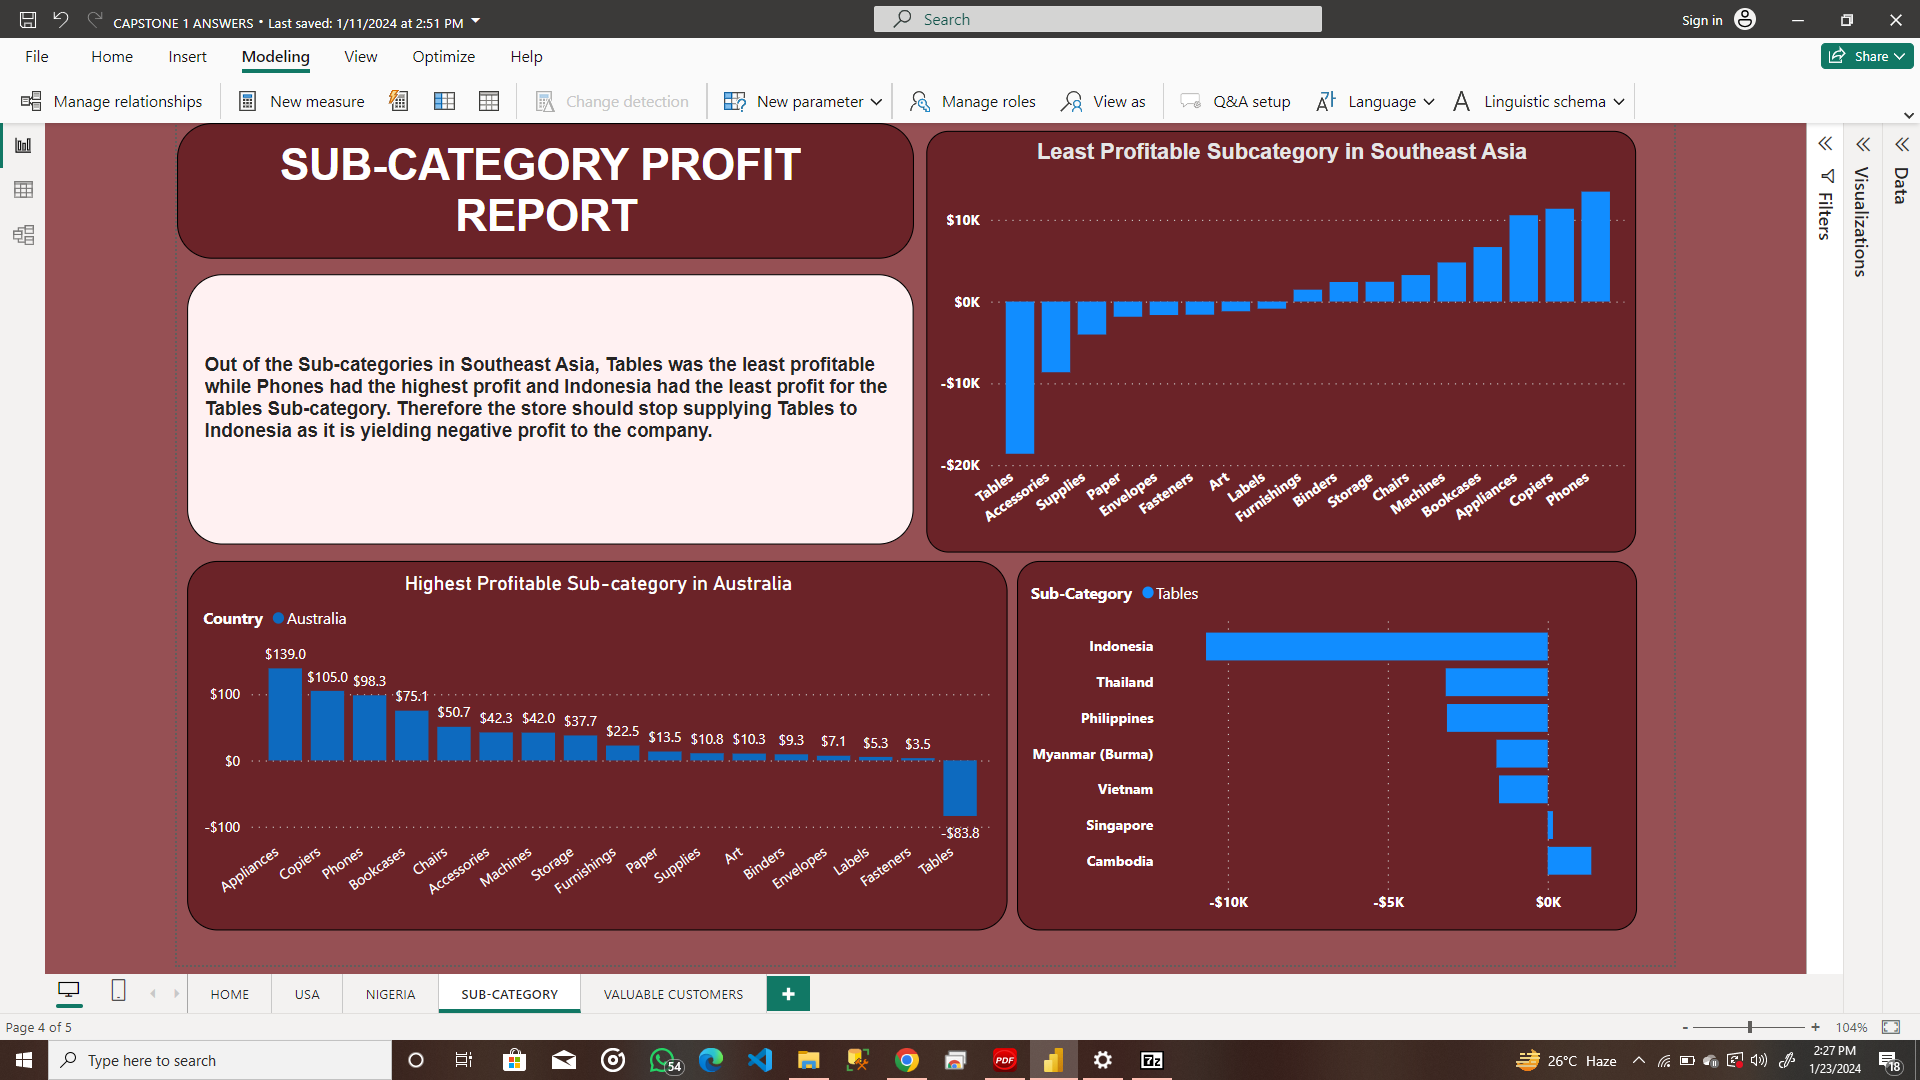 CAPSTONE 1 ANSWERS • Last saved: 1/11/2024 at 2:51 PM
Search
Sign in
File
Home
Insert
Modeling
View
Optimize
Help
Share
Manage relationships
New measure
Change detection
New parameter
Manage roles
View as
Q&A setup
Language
Linguistic schema
SUB-CATEGORY PROFIT
REPORT
Out of the Sub-categories in Southeast Asia, Tables was the least profitable
while Phones had the highest profit and Indonesia had the least profit for the
Tables Sub-category. Therefore the store should stop supplying Tables to
Indonesia as it is yielding negative profit to the company.
Least Profitable Subcategory in Southeast Asia
$10K
$0K
-$10K
-$20K
Tables
Accessories
Supplies
Paper
Envelopes
Fasteners
Art
Labels
Furnishings
Binders
Storage
Chairs
Machines
Bookcases
Appliances
Copiers
Phones
Filters
Visualizations
Data
Highest Profitable Sub-category in Australia
Country Australia
$139.0
$105.0
$98.3
$75.1
$50.7
$42.3
$42.0
$37.7
$22.5
$13.5
$10.8
$10.3
$9.3
$7.1
$5.3
$3.5
-$83.8
$100
$0
-$100
Appliances
Copiers
Phones
Bookcases
Chairs
Accessories
Machines
Storage
Furnishings
Paper
Supplies
Art
Binders
Envelopes
Labels
Fasteners
Tables
Sub-Category Tables
Indonesia
Thailand
Philippines
Myanmar (Burma)
Vietnam
Singapore
Cambodia
-$10K
-$5K
$0K
HOME
USA
NIGERIA
SUB-CATEGORY
VALUABLE CUSTOMERS
+
Page 4 of 5
- + 104%
Type here to search
54
PDF
7z
26°C Haze
2:27 PM
1/23/2024
18